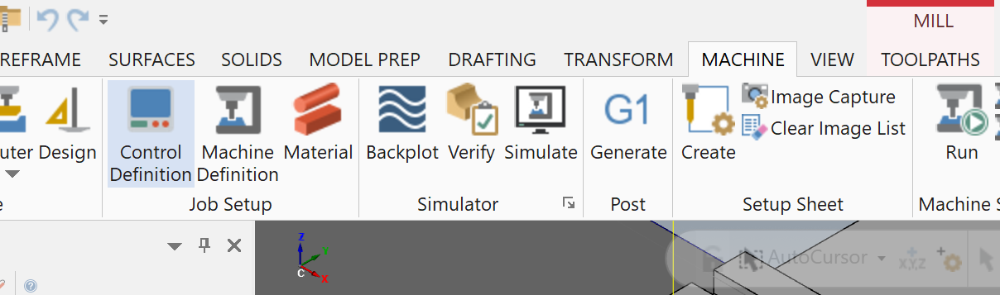 MILL
REFRAME SURFACES SOLIDS MODEL PREP DRAFTING TRANSFORM MACHINE VIEW TOOLPATHS
G1
Image Capture
Clear Image List
uter Design Control Definition Machine Definition Material Backplot Verify Simulate Generate Create Run
Job Setup Simulator Post Setup Sheet Machine S
Z
Y
C X
AutoCursor X,Y,Z